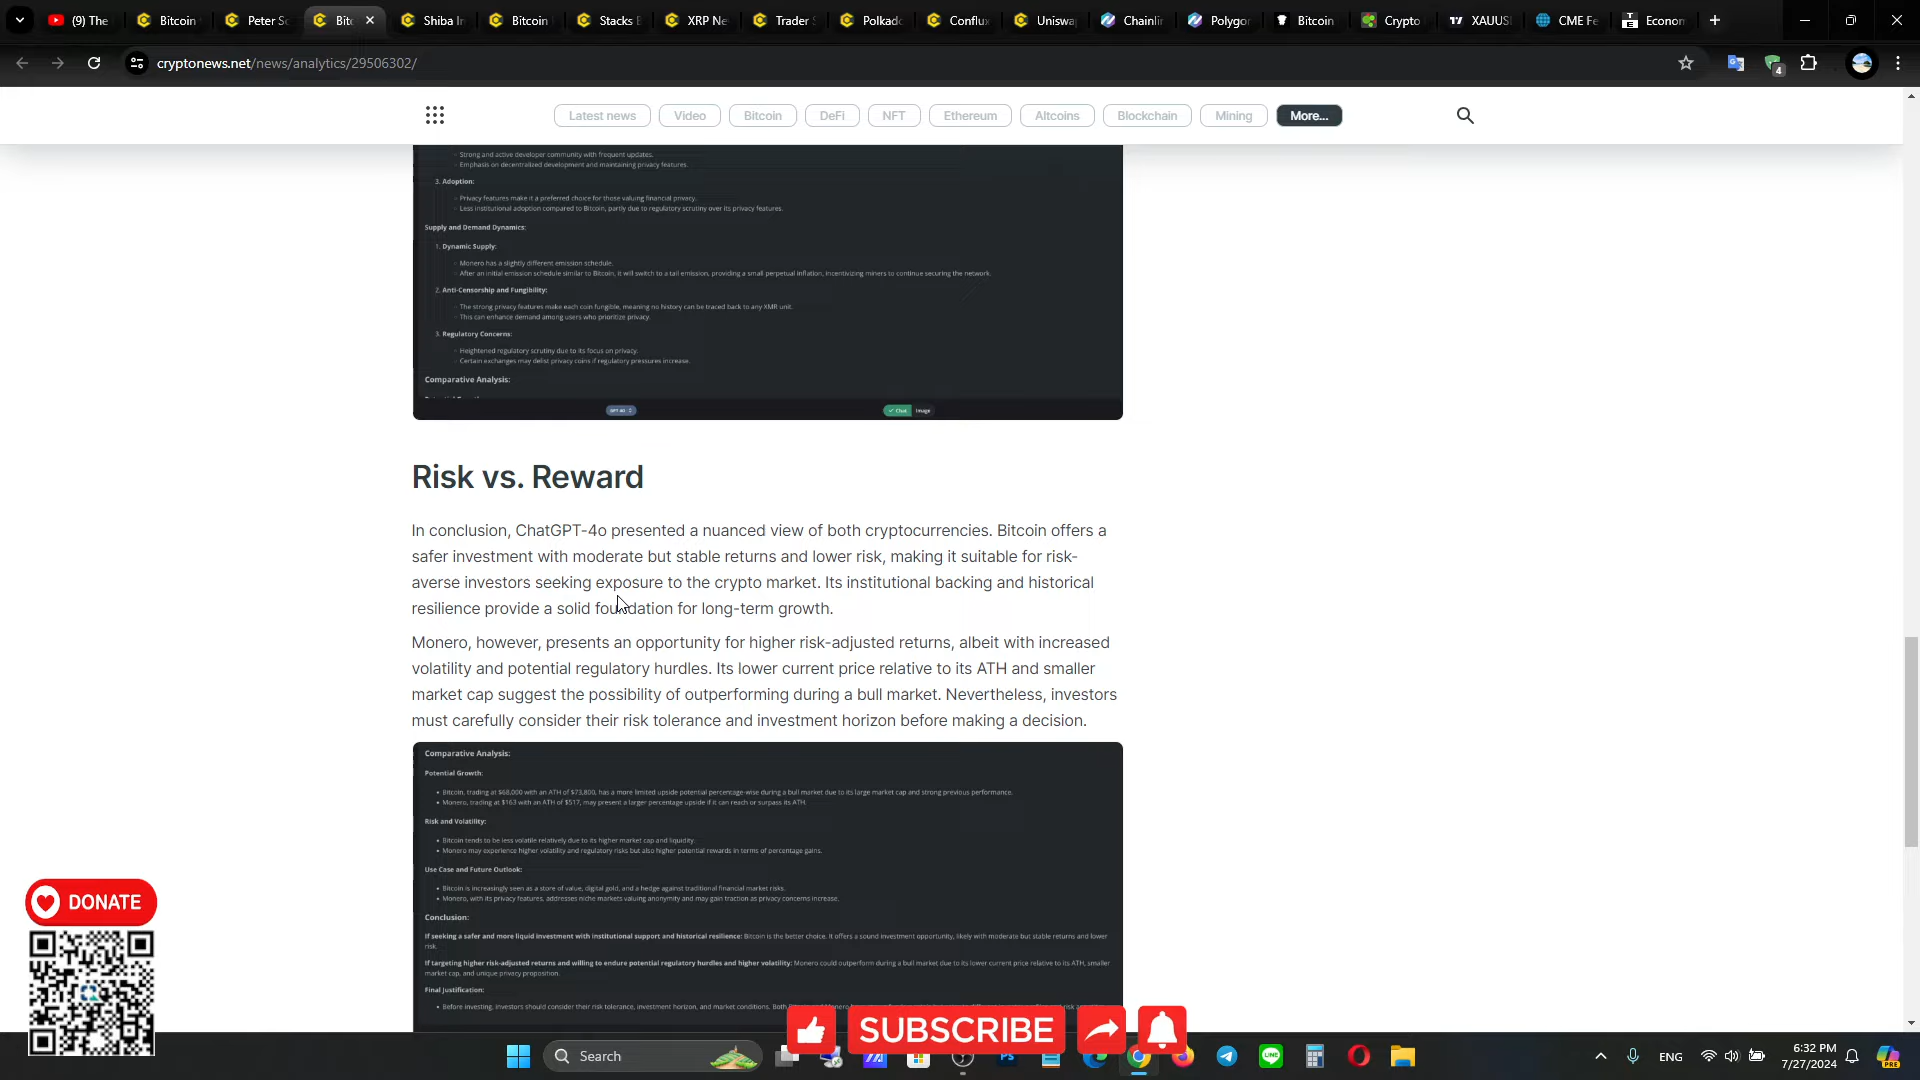 (9) The
Bitcoin
Peter Sc
Bit
Shiba In
Bitcoin
Stacks
XRP Ne
Trader
Polkado
Conflux
Uniswa
Chainlin
Polygon
Bitcoin
Crypto
XAUUS
CME Fe
Econom
cryptonews.net/news/analytics/29506302/
4
Latest news
Video
Bitcoin
DeFi
NFT
Ethereum
Altcoins
Blockchain
Mining
More...
Strong and active developer community with frequent updates.
Emphasis on decentralized development and maintaining privacy features.
3. Adoption:
Privacy features make it a preferred choice for those valuing financial privacy.
Less institutional adoption compared to Bitcoin, partly due to regulatory scrutiny over its privacy features.
Supply and Demand Dynamics:
1. Dynamic Supply:
Monero has a slightly different emission schedule.
After an initial emission schedule similar to Bitcoin, it will switch to a tail emission, providing a small perpetual inflation, incentivizing miners to continue securing the network.
2. Anti-Censorship and Fungibility:
The strong privacy features make each coin fungible, meaning no history can be traced back to any XMR unit.
This can enhance demand among users who prioritize privacy.
3. Regulatory Concerns:
Heightened regulatory scrutiny due to its focus on privacy.
Certain exchanges may delist privacy coins if regulatory pressures increase.
Comparative Analysis:
GPT 4O
Chat
Image
Risk vs. Reward
In conclusion, ChatGPT-4o presented a nuanced view of both cryptocurrencies. Bitcoin offers a
safer investment with moderate but stable returns and lower risk, making it suitable for risk-
averse investors seeking exposure to the crypto market. Its institutional backing and historical
resilience provide a solid foundation for long-term growth.
Monero, however, presents an opportunity for higher risk-adjusted returns, albeit with increased
volatility and potential regulatory hurdles. Its lower current price relative to its ATH and smaller
market cap suggest the possibility of outperforming during a bull market. Nevertheless, investors
must carefully consider their risk tolerance and investment horizon before making a decision.
Comparative Analysis:
Potential Growth:
• Bitcoin, trading at $68,000 with an ATH of $73,800, has a more limited upside potential percentage-wise during a bull market due to its large market cap and strong previous performance.
• Monero, trading at $163 with an ATH of $517, may present a larger percentage upside if it can reach or surpass its ATH.
Risk and Volatility:
• Bitcoin tends to be less volatile relatively due to its higher market cap and liquidity.
• Monero may experience higher volatility and regulatory risks but also higher potential rewards in terms of percentage gains.
Use Case and Future Outlook:
• Bitcoin is increasingly seen as a store of value, digital gold, and a hedge against traditional financial market risks.
• Monero, with its privacy features, addresses niche markets valuing anonymity and may gain traction as privacy concerns increase.
Conclusion:
If seeking a safer and more liquid investment with institutional support and historical resilience: Bitcoin is the better choice. It offers a sound investment opportunity, likely with moderate but stable returns and lower
risk.
If targeting higher risk-adjusted returns and willing to endure potential regulatory hurdles and higher volatility: Monero could outperform during a bull market due to its lower current price relative to its ATH, smaller
market cap, and unique privacy proposition.
Final Justification:
• Before investing, investors should consider their risk tolerance, investment horizon, and market conditions. Both
DONATE
SUBSCRIBE
Search
Ps
LINE
ENG
6:32 PM
7/27/2024
PRE